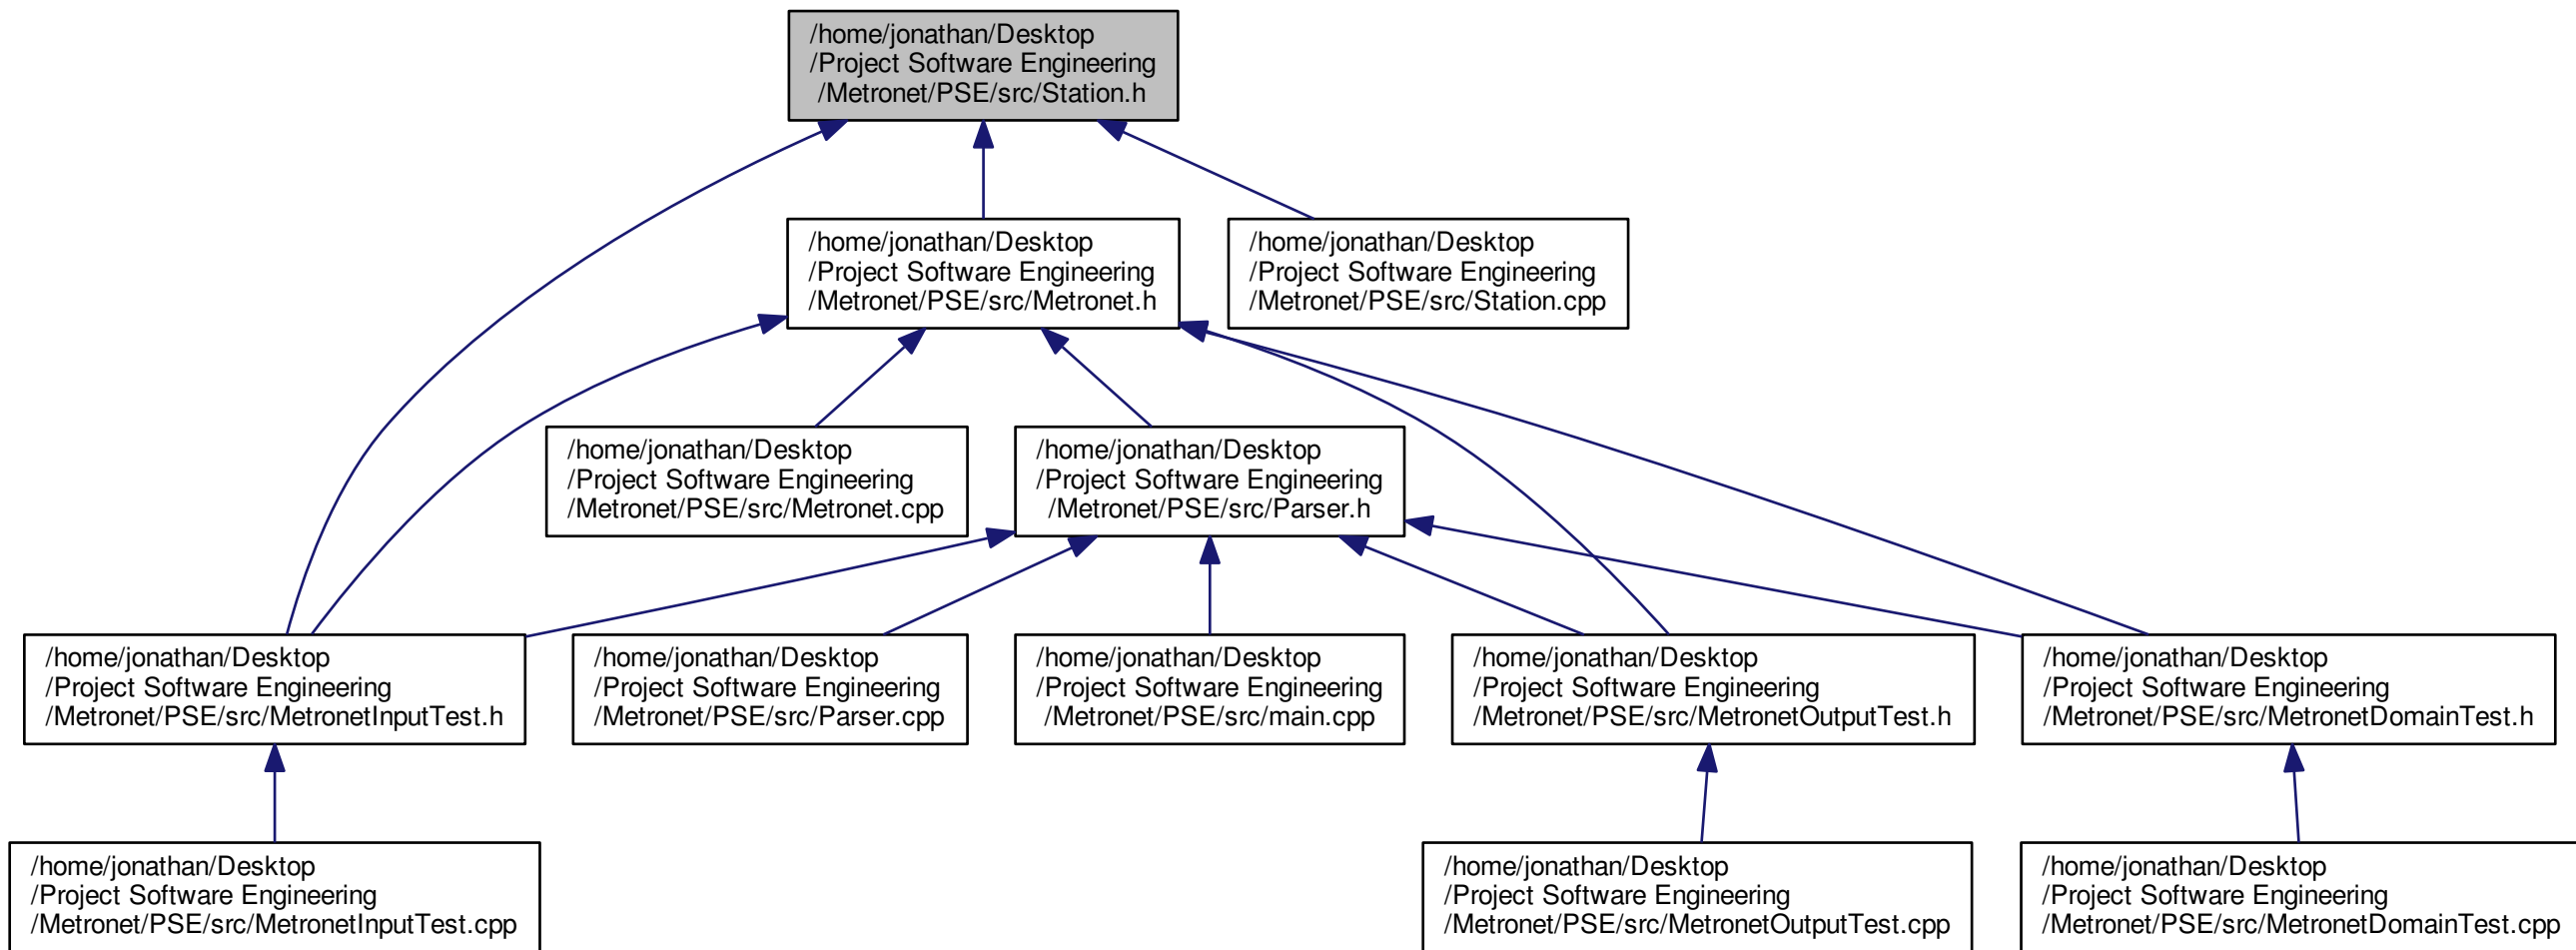 /home/jonathan/Desktop
/Project Software Engineering
/Metronet/PSE/src/Station.h
/home/jonathan/Desktop
/Project Software Engineering
/Metronet/PSE/src/Metronet.h
/home/jonathan/Desktop
/Project Software Engineering
/Metronet/PSE/src/Station.cpp
/home/jonathan/Desktop
/Project Software Engineering
/Metronet/PSE/src/Metronet.cpp
/home/jonathan/Desktop
/Project Software Engineering
/Metronet/PSE/src/Parser.h
/home/jonathan/Desktop
/Project Software Engineering
/Metronet/PSE/src/MetronetInputTest.h
/home/jonathan/Desktop
/Project Software Engineering
/Metronet/PSE/src/Parser.cpp
/home/jonathan/Desktop
/Project Software Engineering
/Metronet/PSE/src/main.cpp
/home/jonathan/Desktop
/Project Software Engineering
/Metronet/PSE/src/MetronetOutputTest.h
/home/jonathan/Desktop
/Project Software Engineering
/Metronet/PSE/src/MetronetDomainTest.h
/home/jonathan/Desktop
/Project Software Engineering
/Metronet/PSE/src/MetronetInputTest.cpp
/home/jonathan/Desktop
/Project Software Engineering
/Metronet/PSE/src/MetronetOutputTest.cpp
/home/jonathan/Desktop
/Project Software Engineering
/Metronet/PSE/src/MetronetDomainTest.cpp